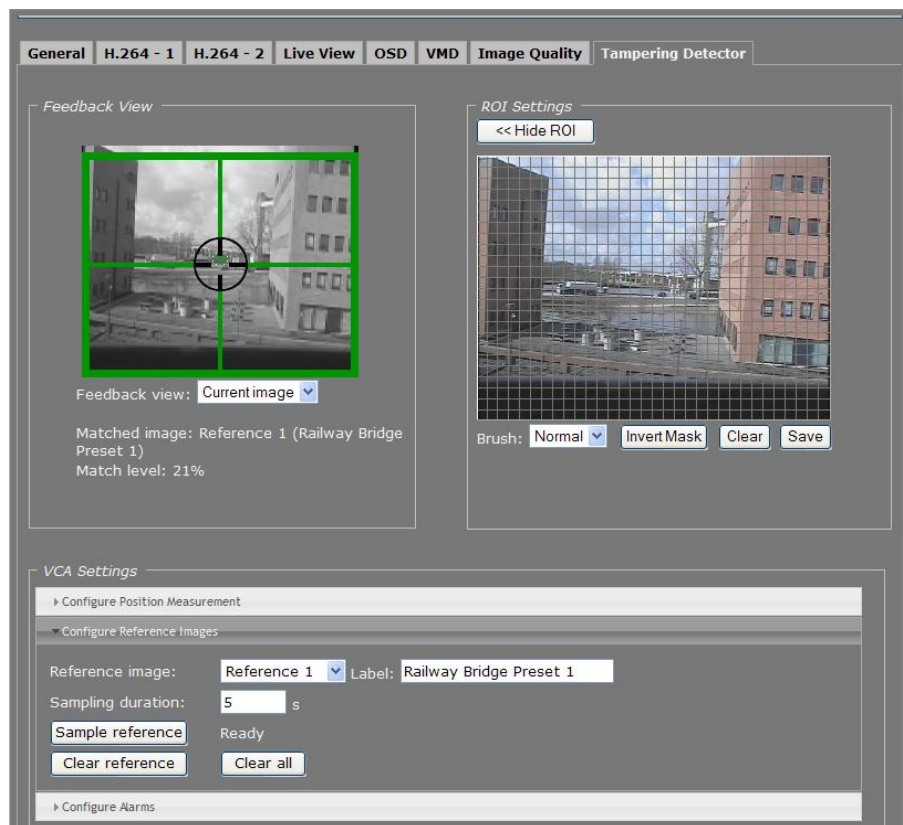 General H.264 - 1 H.264 - 2 Live View OSD VMD Image Quality Tampering Detector
Feedback View
Feedback view: Current image
Matched image: Reference 1 (Railway Bridge
Preset 1)
Match level: 21%
ROI Settings
<< Hide ROI
Brush: Normal Invert Mask Clear Save
VCA Settings
Configure Position Measurement
Configure Reference Images
Reference image: Reference 1 Label: Railway Bridge Preset 1
Sampling duration: 5 s
Sample reference Ready
Clear reference Clear all
Configure Alarms